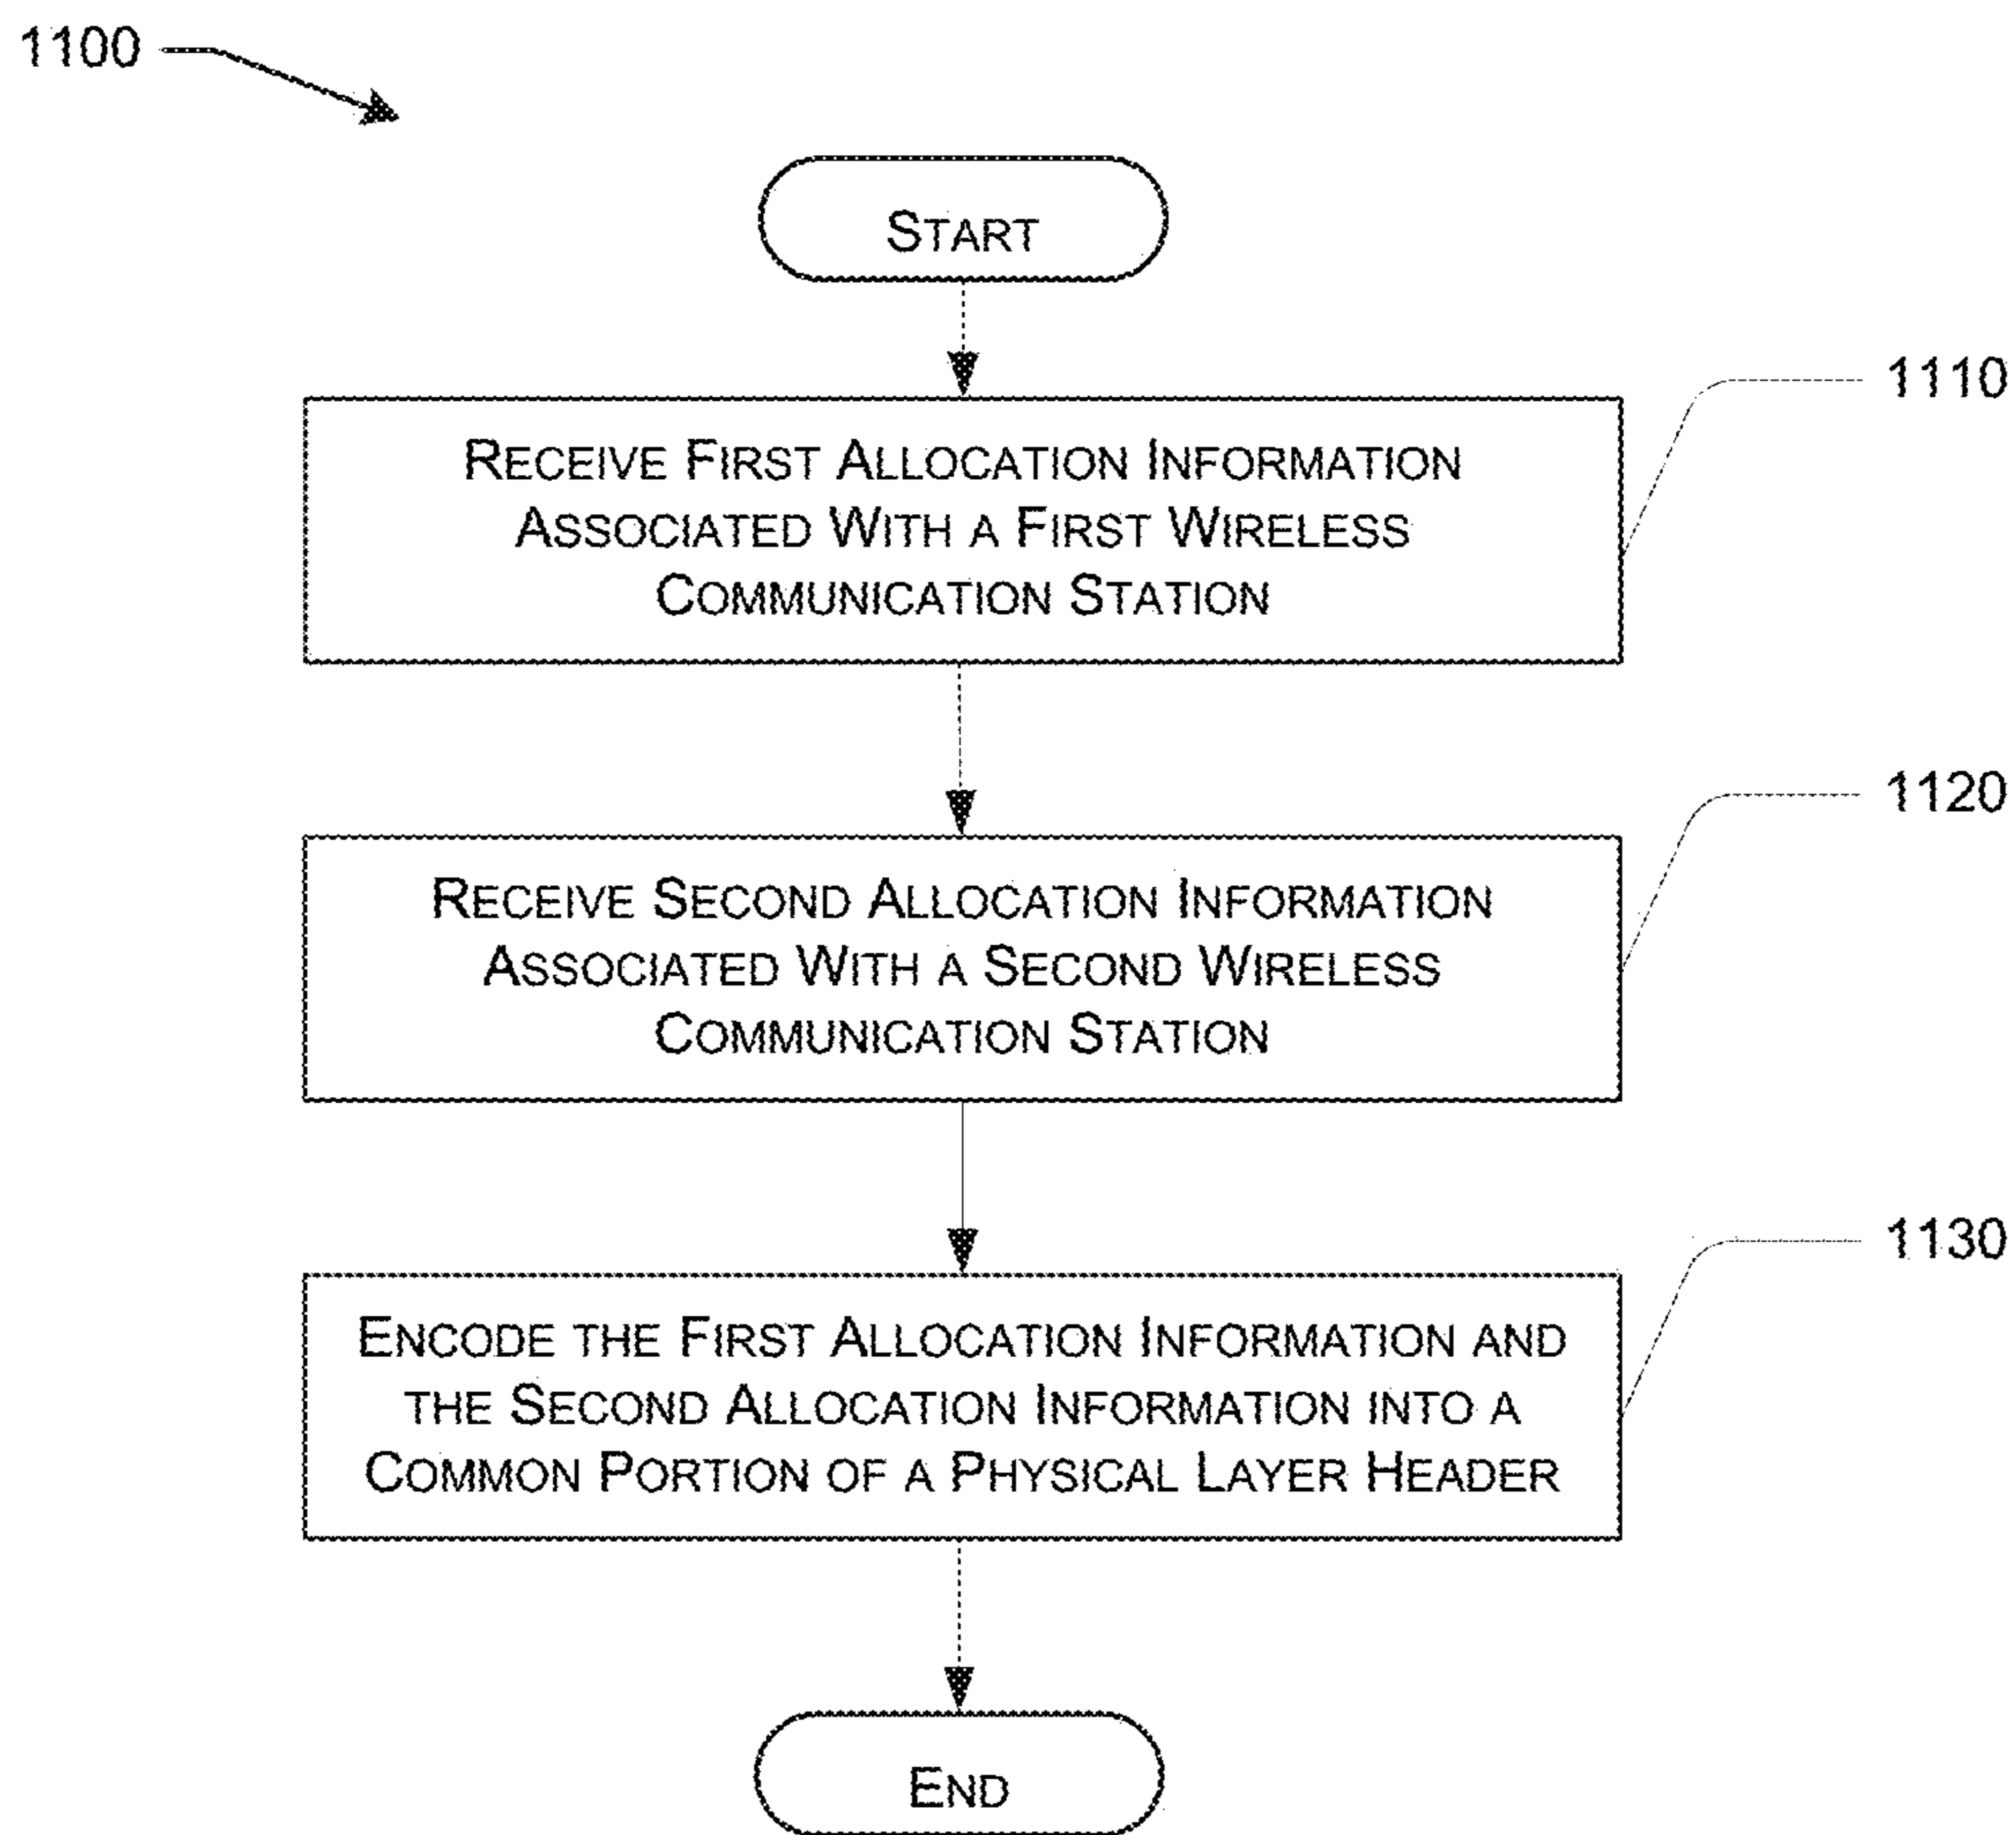 1100
START
RECEIVE FIRST ALLOCATION INFORMATION
ASSOCIATED WITH A FIRST WIRELESS
COMMUNICATION STATION
1110
RECEIVE SECOND ALLOCATION INFORMATION
ASSOCIATED WITH A SECOND WIRELESS
COMMUNICATION STATION
1120
ENCODE THE FIRST ALLOCATION INFORMATION AND
THE SECOND ALLOCATION INFORMATION INTO A
COMMON PORTION OF A PHYSICAL LAYER HEADER
1130
END